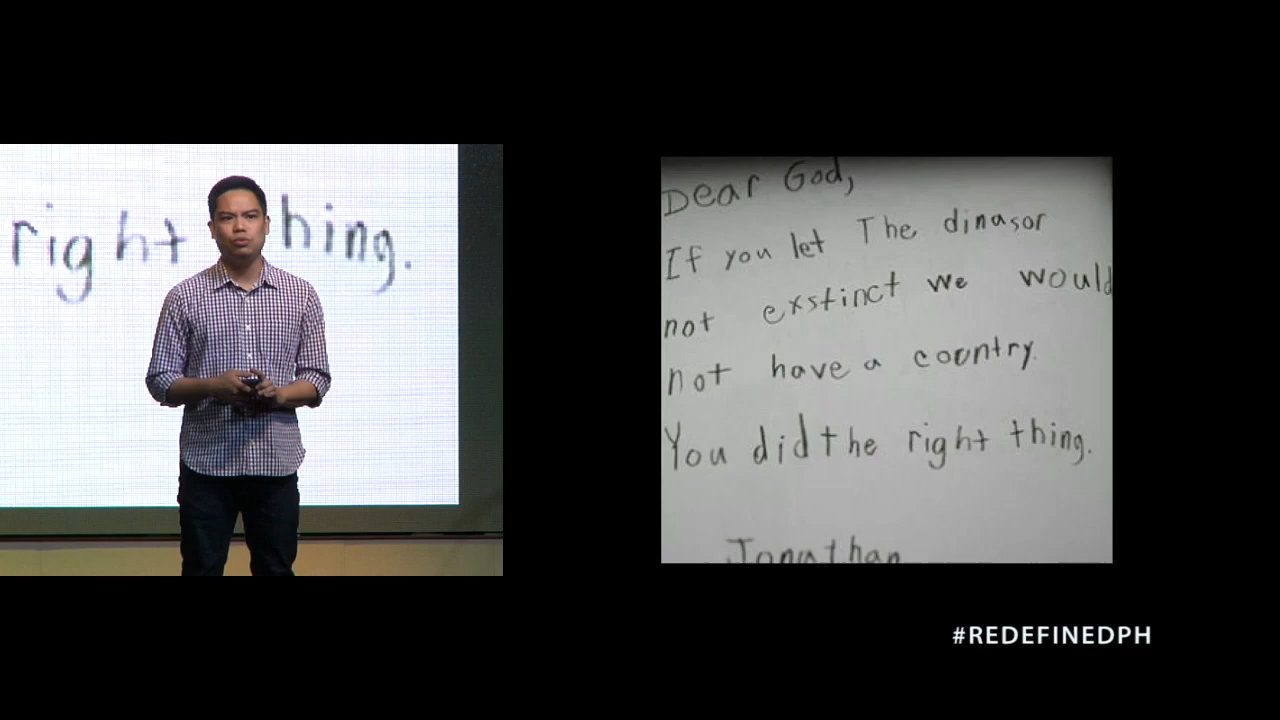 right thing.
Dear God,
If you let The dinasor
not exstinct we would
not have a country.
You did the right thing.
Jonathan
#REDEFINEDPH